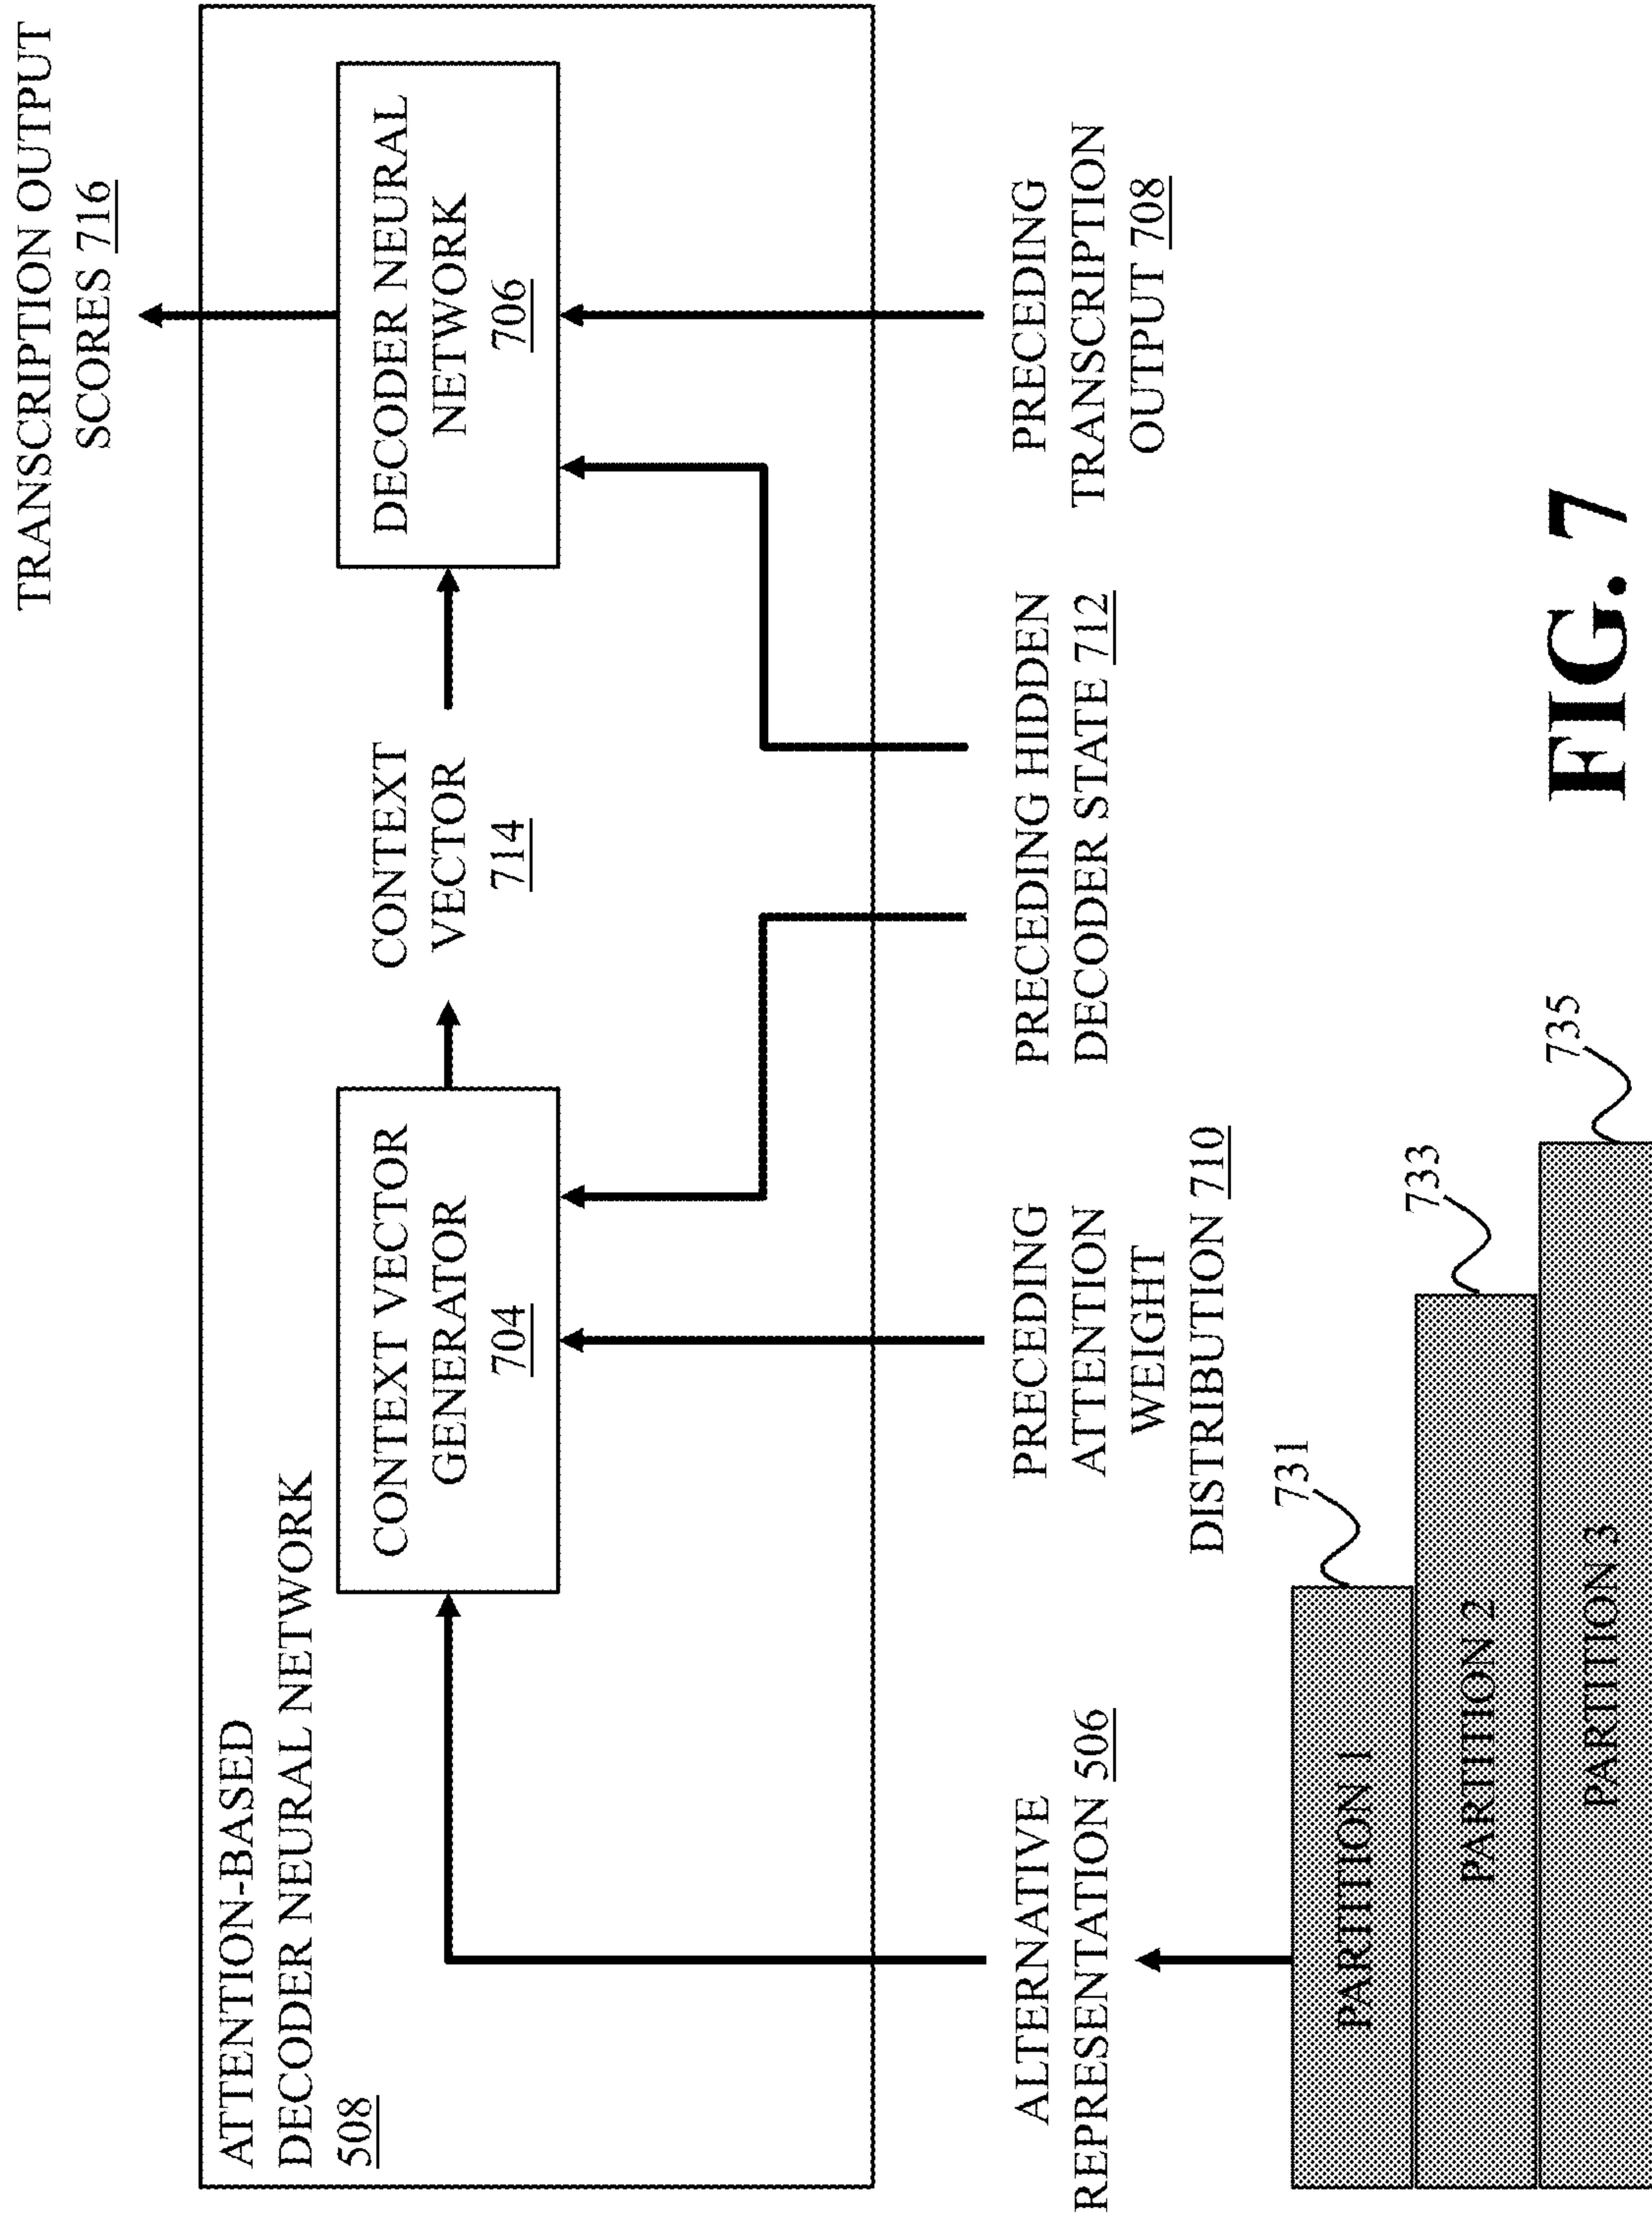 TRANSCRIPTION OUTPUT
SCORES 716
ATTENTION-BASED
DECODER NEURAL NETWORK
508
CONTEXT VECTOR
GENERATOR
704
CONTEXT
VECTOR
714
DECODER NEURAL
NETWORK
706
ALTERNATIVE
REPRESENTATION 506
PRECEDING
ATTENTION
WEIGHT
DISTRIBUTION 710
PRECEDING HIDDEN
DECODER STATE 712
PRECEDING
TRANSCRIPTION
OUTPUT 708
731
PARTITION 1
733
PARTITION 2
735
PARTITION 3
FIG. 7